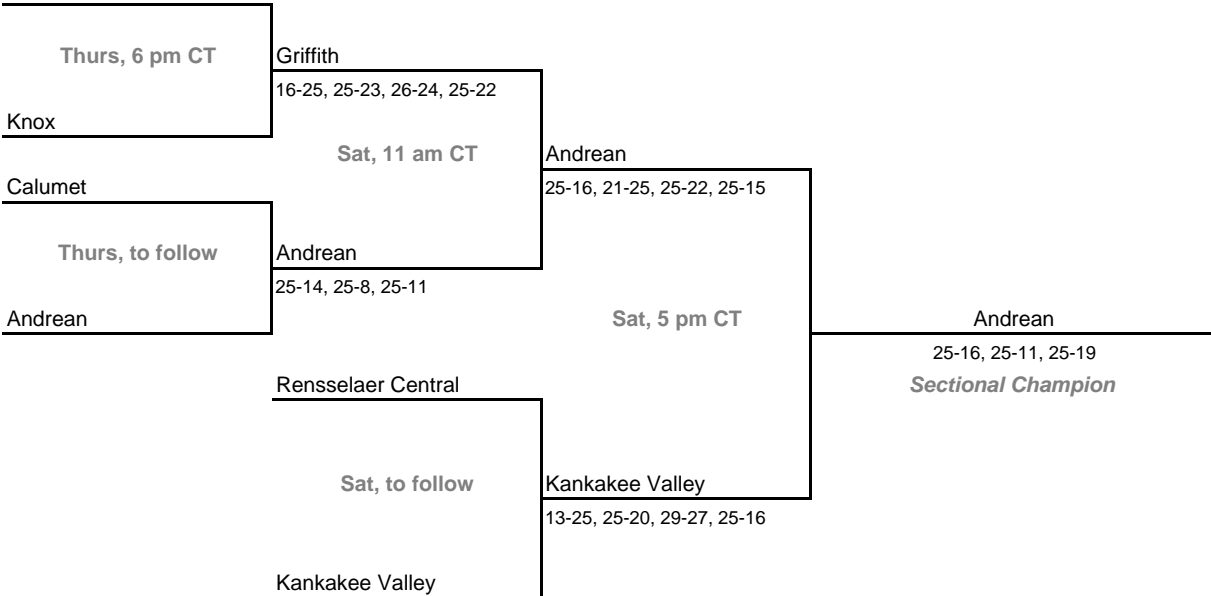 Thurs, 6 pm CT
Griffith
16-25, 25-23, 26-24, 25-22
Knox
Sat, 11 am CT
Andrean
25-16, 21-25, 25-22, 25-15
Calumet
Thurs, to follow
Andrean
25-14, 25-8, 25-11
Andrean
Sat, 5 pm CT
Andrean
25-16, 25-11, 25-19
Sectional Champion
Rensselaer Central
Sat, to follow
Kankakee Valley
13-25, 25-20, 29-27, 25-16
Kankakee Valley